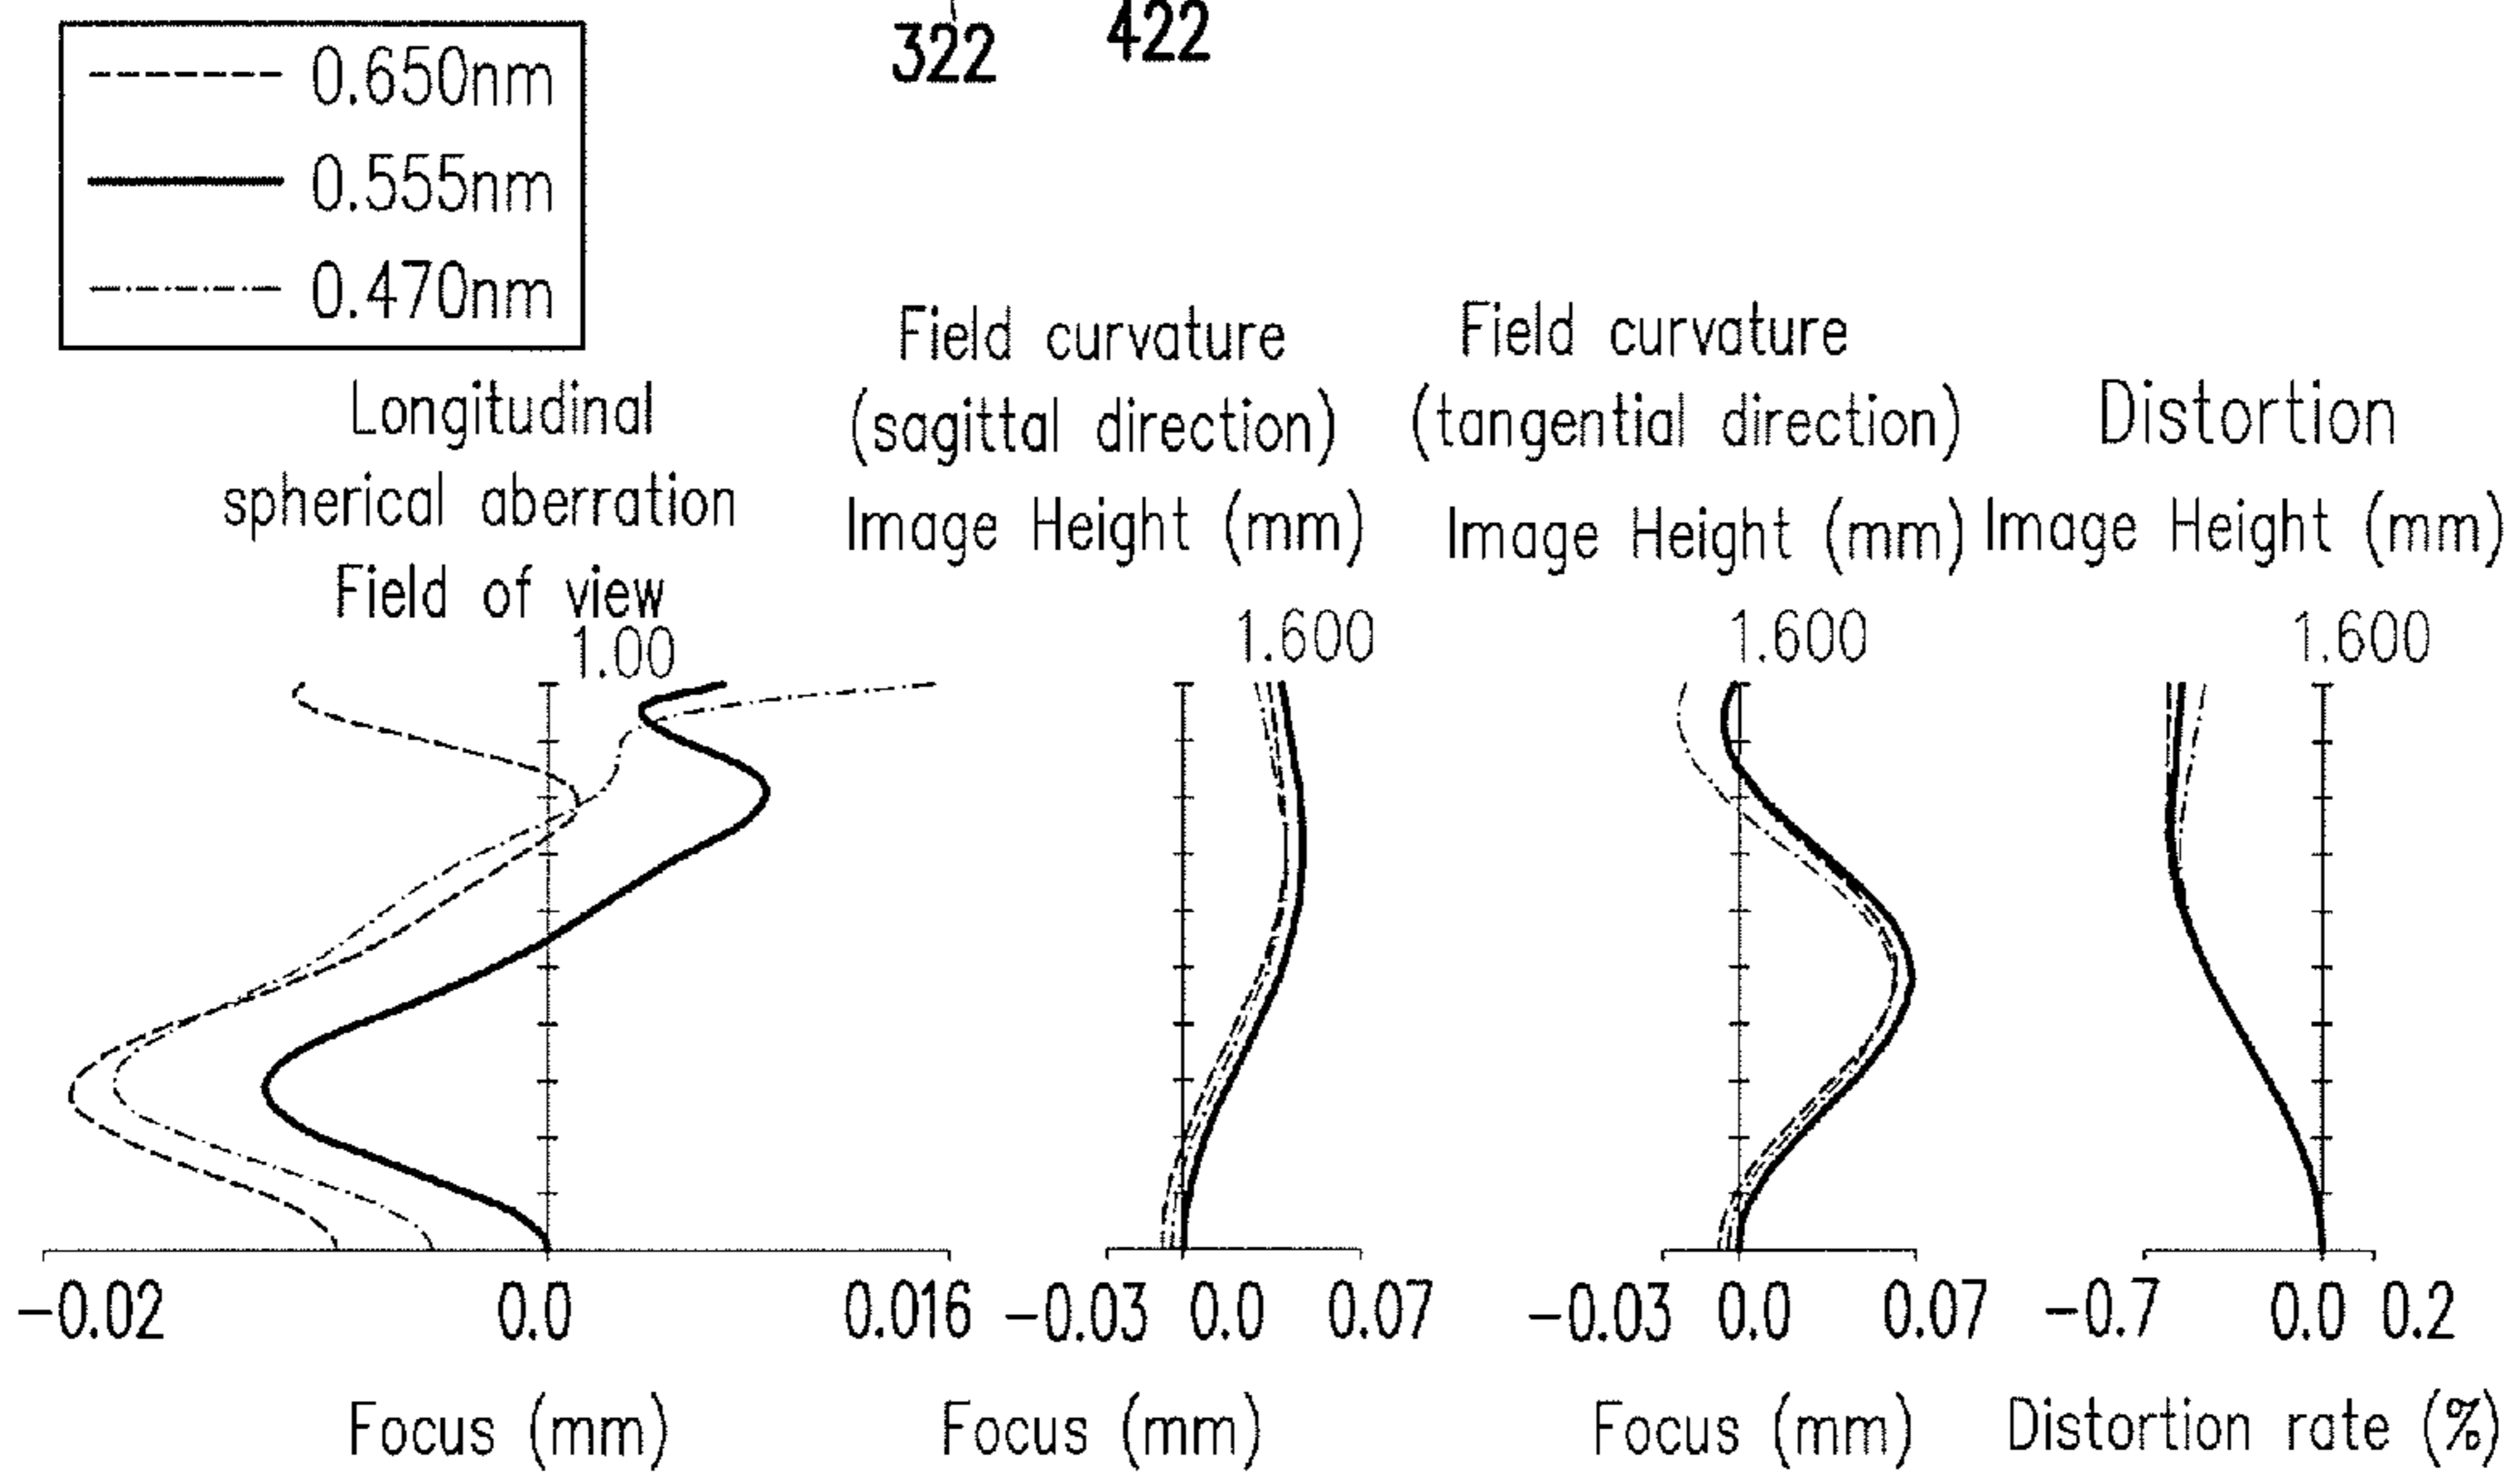 322 422
0.650nm
0.555nm
0.470nm
Longitudinal
spherical aberration
Field of view
1.00
-0.02 0.0 0.016
Focus (mm)
Field curvature
(sagittal direction)
Image Height (mm)
1.600
-0.03 0.0 0.07
Focus (mm)
Field curvature
(tangential direction)
Image Height (mm)
1.600
-0.03 0.0 0.07
Focus (mm)
Distortion
Image Height (mm)
1.600
-0.7 0.0 0.2
Distortion rate (%)